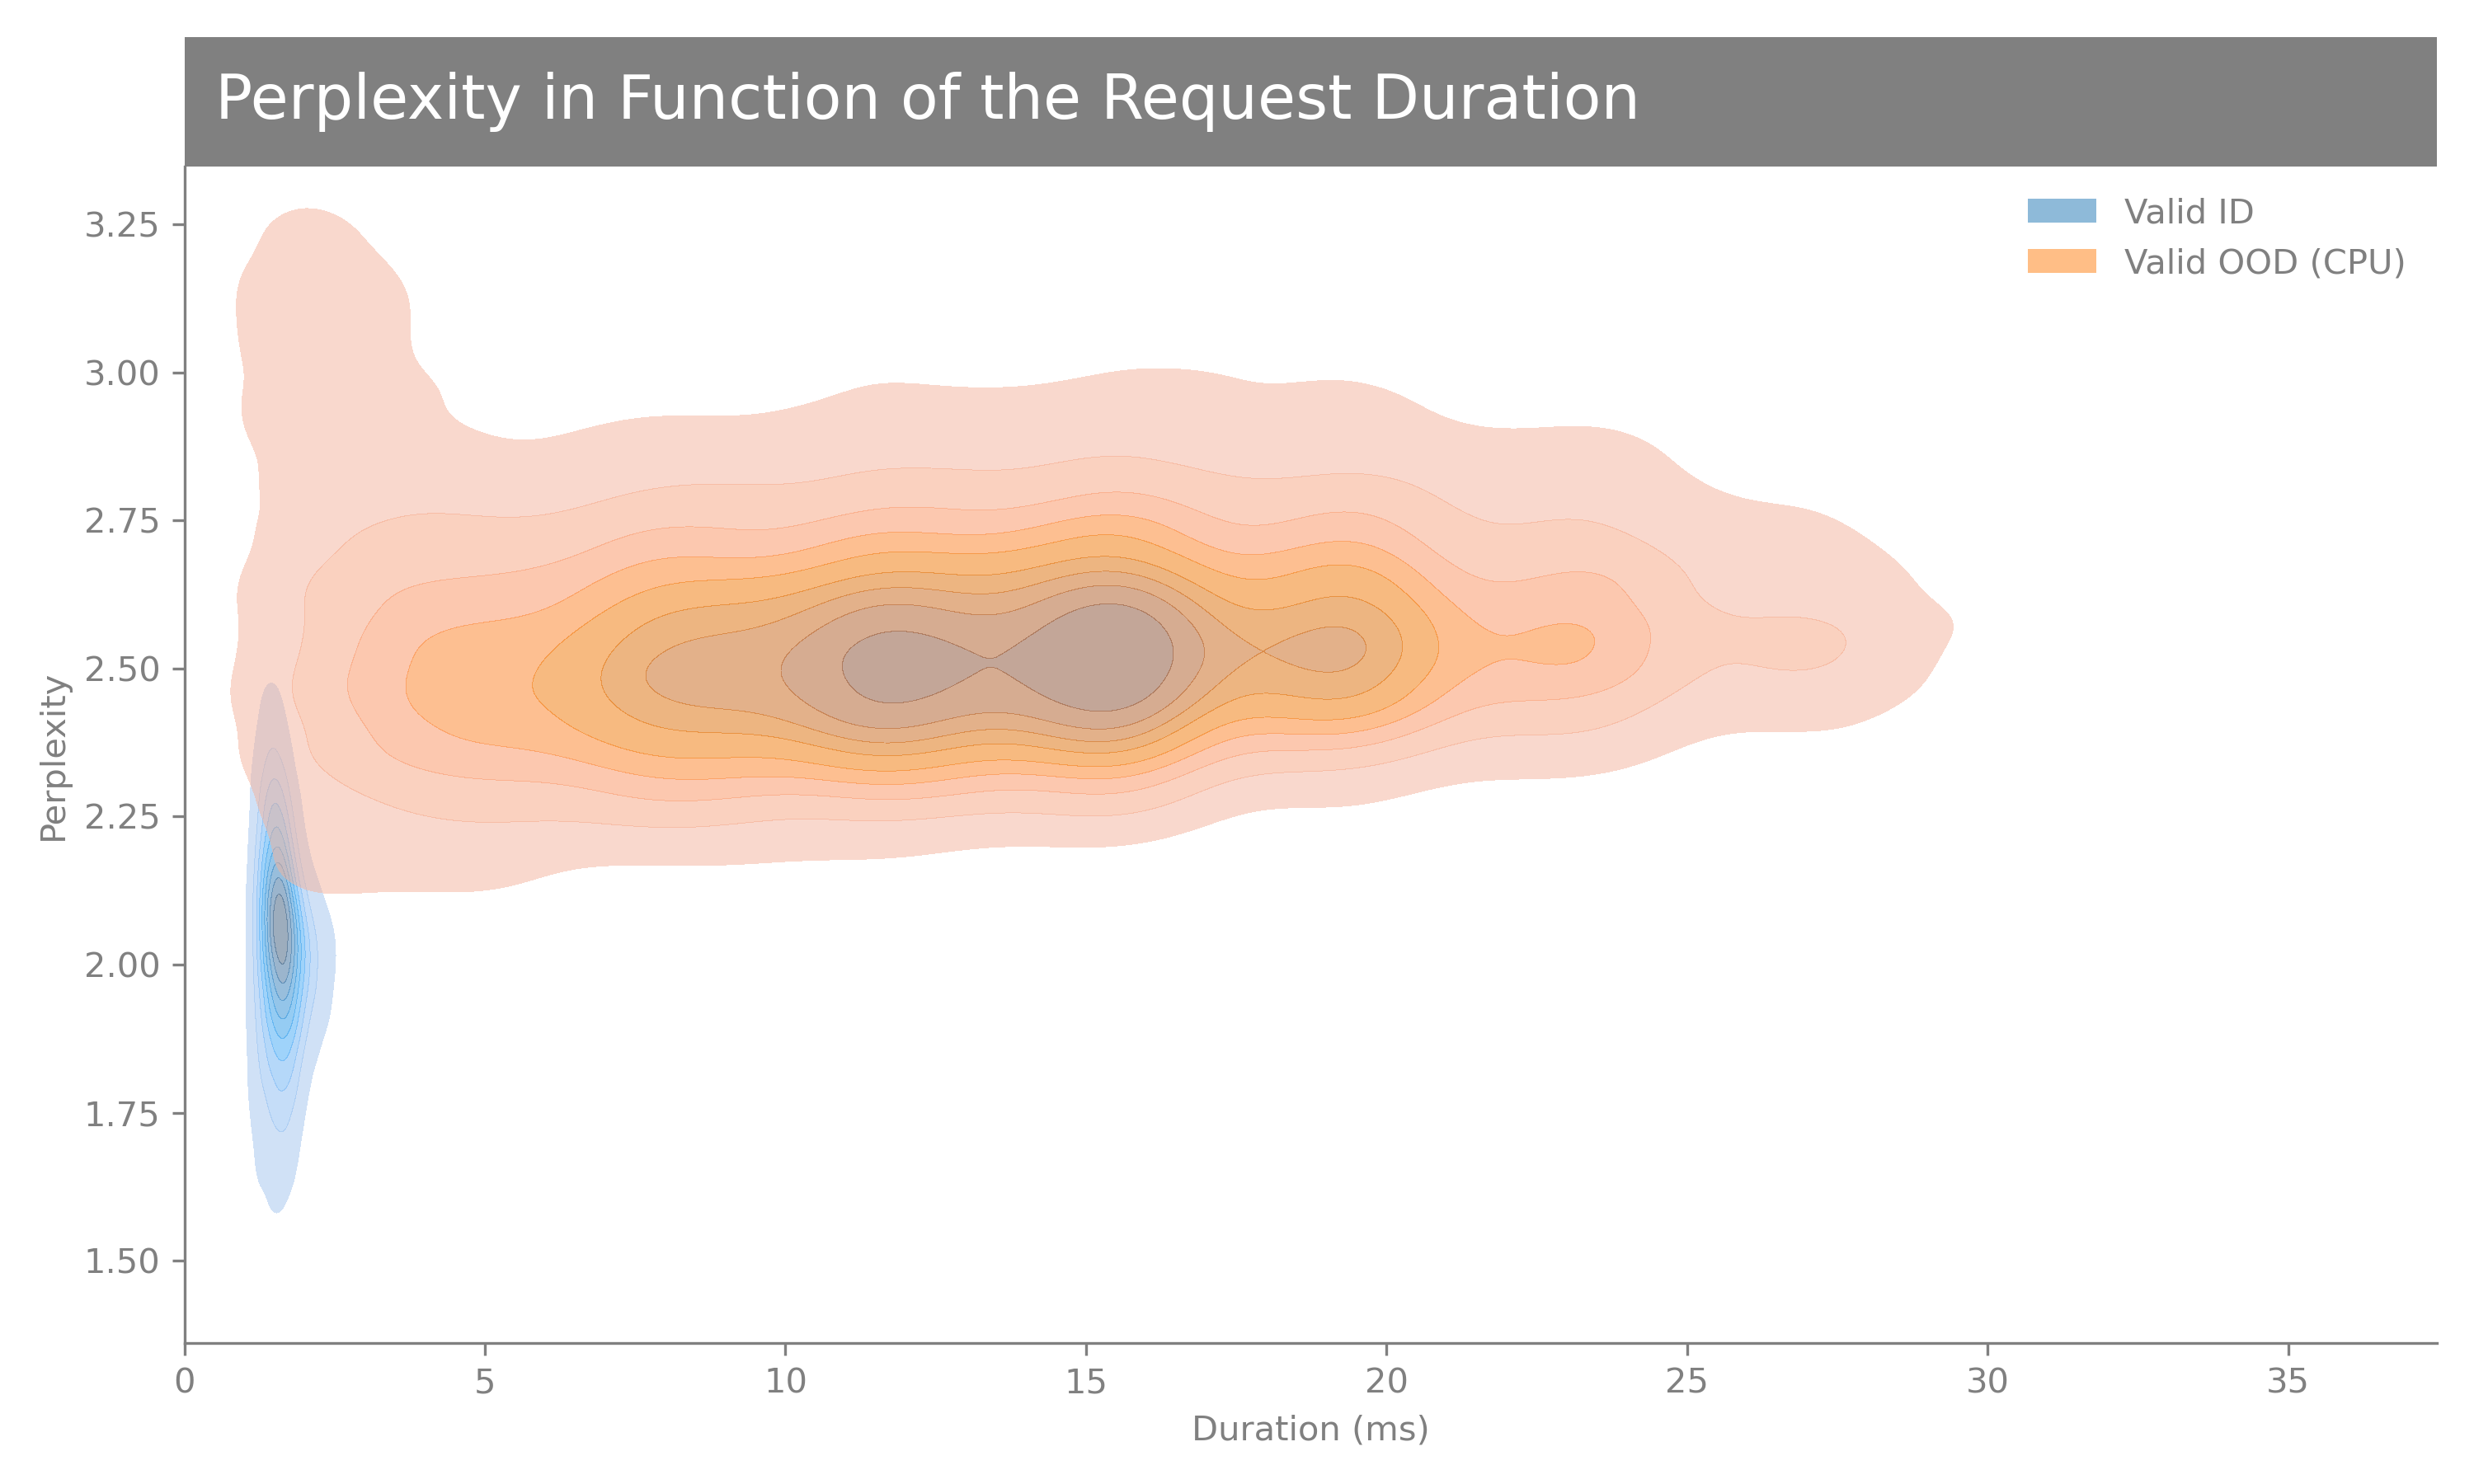 Perplexity in Function of the Request Duration
Valid ID
Valid OOD (CPU)
3.25
3.00
2.75
2.50
2.25
2.00
1.75
1.50
Perplexity
0 5 10 15 20 25 30 35
Duration (ms)